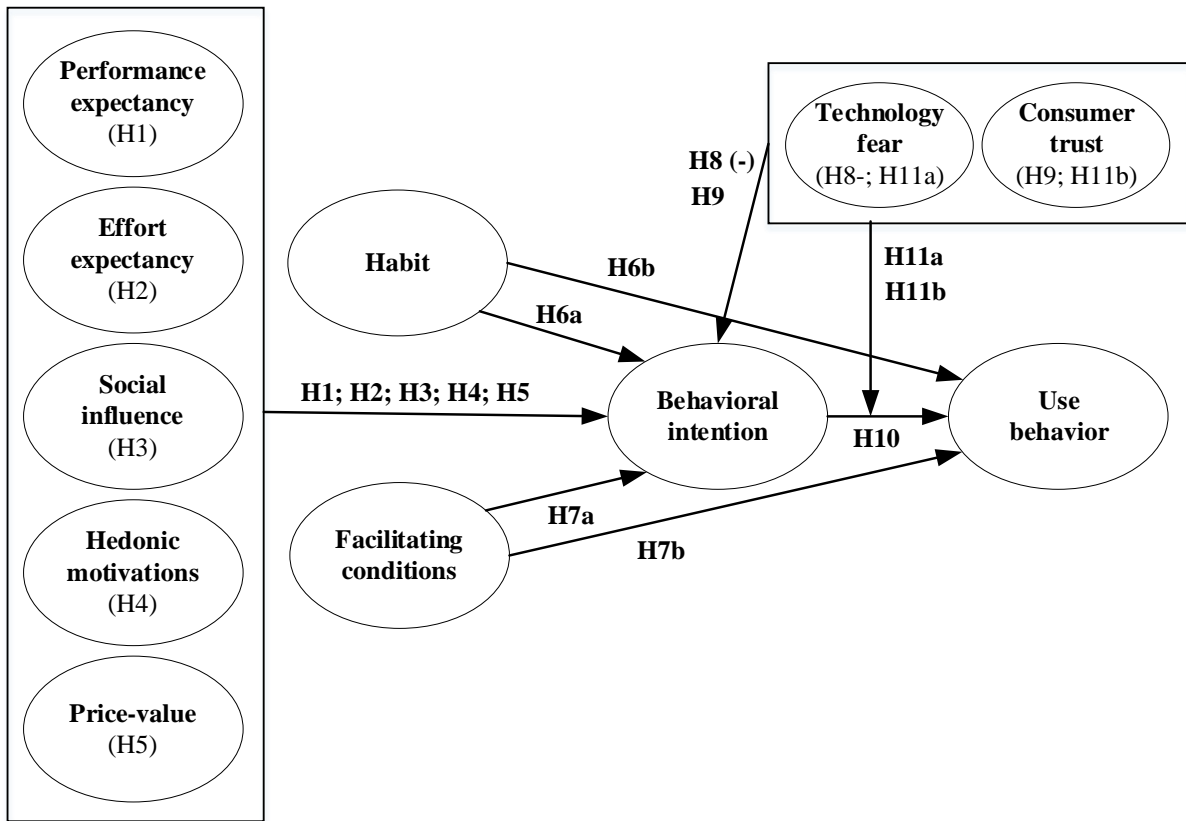 Performance
expectancy
(H1)
Effort
expectancy
(H2)
Social
influence
(H3)
Hedonic
motivations
(H4)
Price-value
(H5)
H1; H2; H3; H4; H5
Habit
H6b
H6a
Facilitating
conditions
H7a
H7b
H8 (-)
H9
Technology
fear
(H8-; H11a)
Consumer
trust
(H9; H11b)
H11a
H11b
Behavioral
intention
H10
Use
behavior